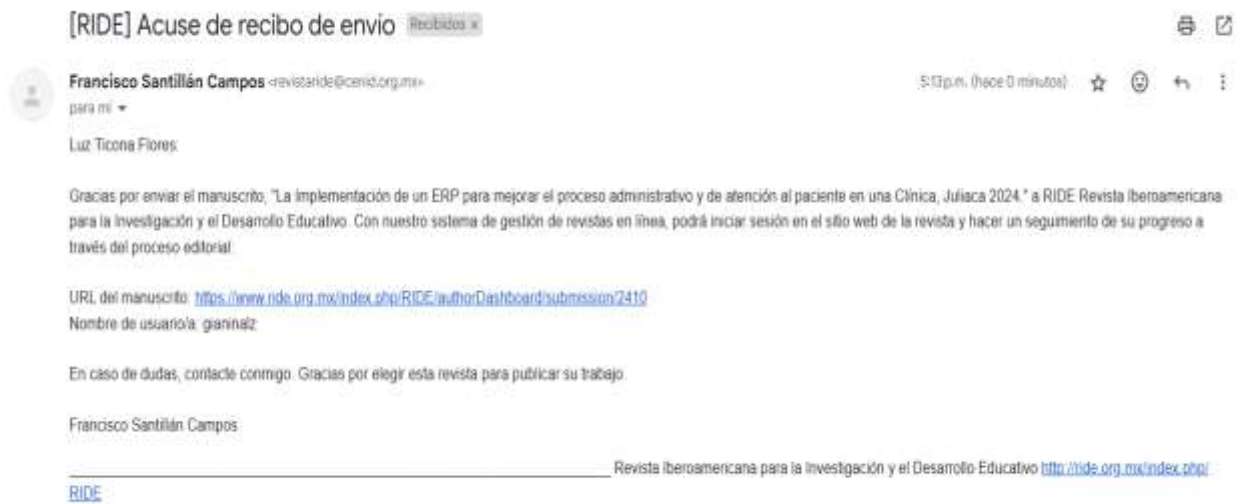 [RIDE] Acuse de recibo de envío Recibidos x
Francisco Santillán Campos <revistaride@cenid.org.mx>
5:13p.m. (hace 0 minutos)
para mí
Luz Ticona Flores:
Gracias por enviar el manuscrito, "La Implementación de un ERP para mejorar el proceso administrativo y de atención al paciente en una Clínica, Juliaca 2024." a RIDE Revista Iberoamericana
para la Investigación y el Desarrollo Educativo. Con nuestro sistema de gestión de revistas en línea, podrá iniciar sesión en el sitio web de la revista y hacer un seguimiento de su progreso a
través del proceso editorial:
URL del manuscrito: https://www.ride.org.mx/index.php/RIDE/authorDashboard/submission/2410
Nombre de usuario/a: gianinalz
En caso de dudas, contacte conmigo. Gracias por elegir esta revista para publicar su trabajo.
Francisco Santillán Campos
Revista Iberoamericana para la Investigación y el Desarrollo Educativo http://ride.org.mx/index.php/
RIDE